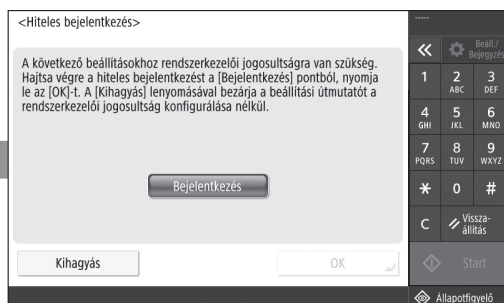 <Hiteles bejelentkezés>
A következő beállításokhoz rendszerkezelői jogosultságra van szükség.
Hajtsa végre a hiteles bejelentkezést a [Bejelentkezés] pontból, nyomja
le az [OK]-t. A [Kihagyás] lenyomásával bezárja a beállítási útmutatót a
rendszerkezelői jogosultság konfigurálása nélkül.
Bejelentkezés
Kihagyás
OK
-----
Beáll./
Bejegyzés
1 2 3
ABC DEF
4 5 6
GHI JKL MNO
7 8 9
PQRS TUV WXYZ
* 0 #
C Vissza-
állítás
Start
Állapotfigyelő